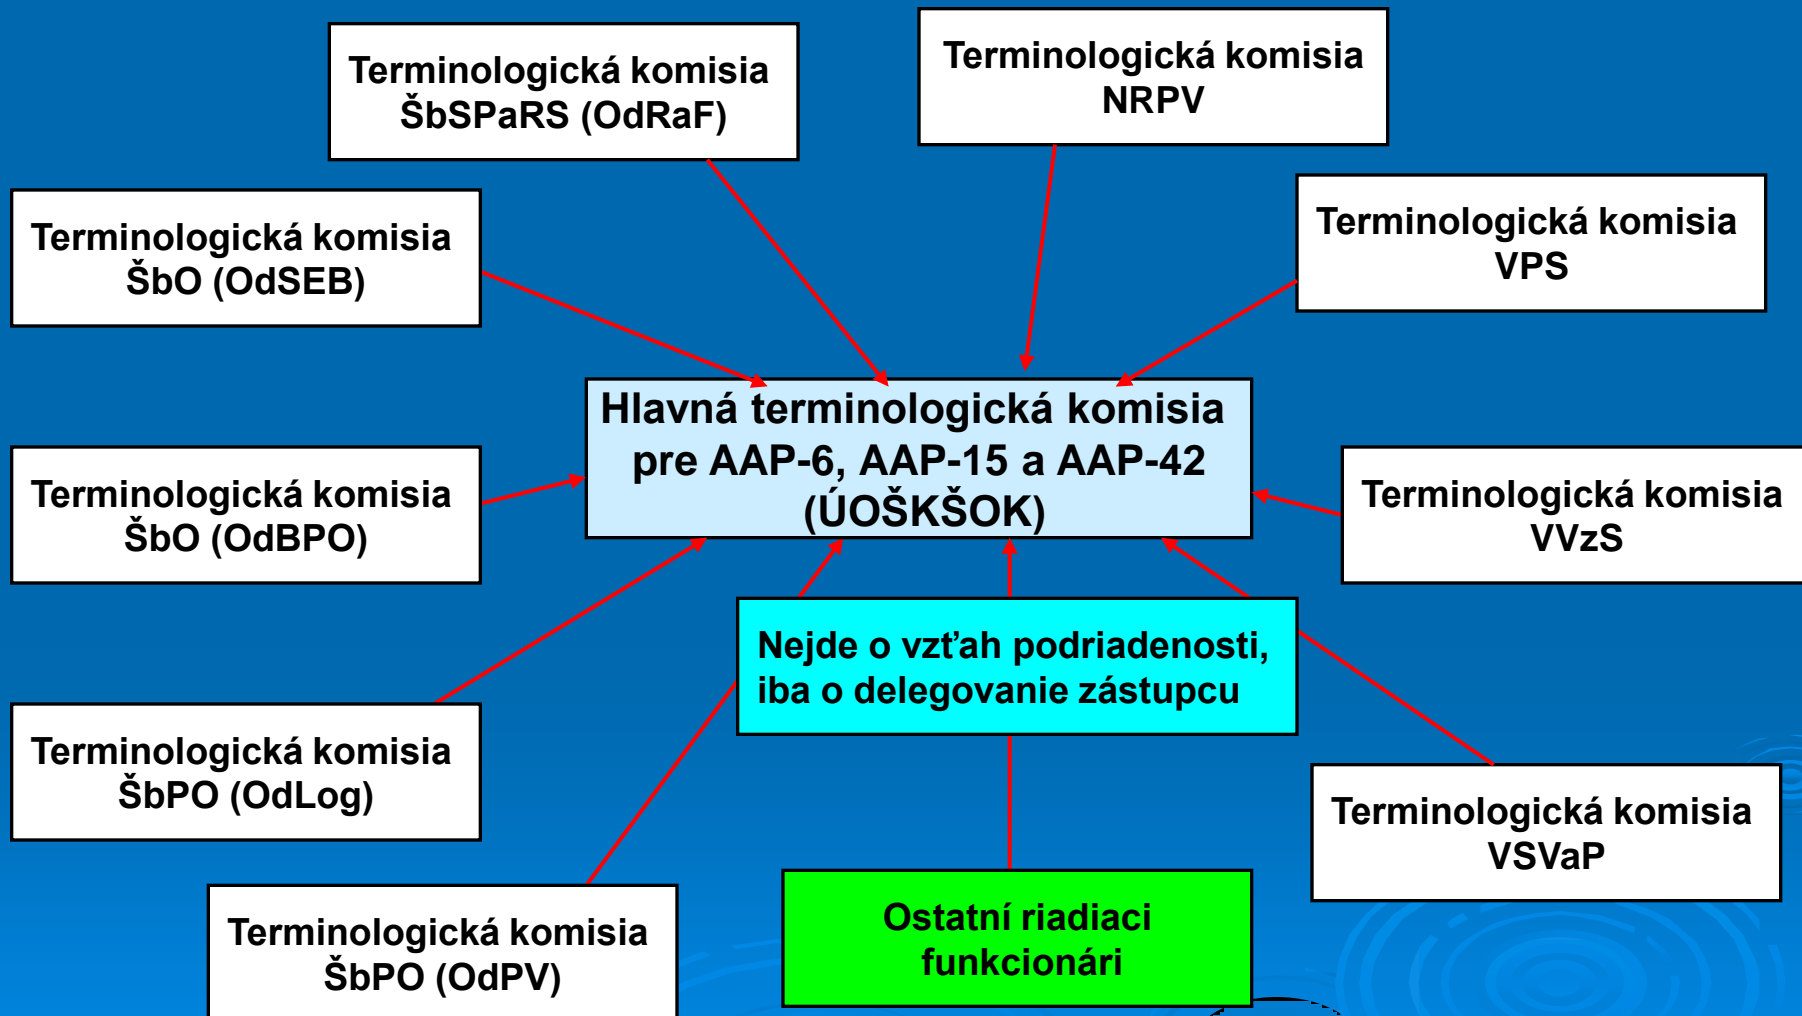 Terminologická komisia
ŠbSPaRS (OdRaF)
Terminologická komisia
NRPV
Terminologická komisia
ŠbO (OdSEB)
Terminologická komisia
VPS
Hlavná terminologická komisia
pre AAP-6, AAP-15 a AAP-42
(ÚOŠKŠOK)
Terminologická komisia
ŠbO (OdBPO)
Terminologická komisia
VVzS
Nejde o vzťah podriadenosti,
iba o delegovanie zástupcu
Terminologická komisia
ŠbPO (OdLog)
Terminologická komisia
VSVaP
Terminologická komisia
ŠbPO (OdPV)
Ostatní riadiaci
funkcionári